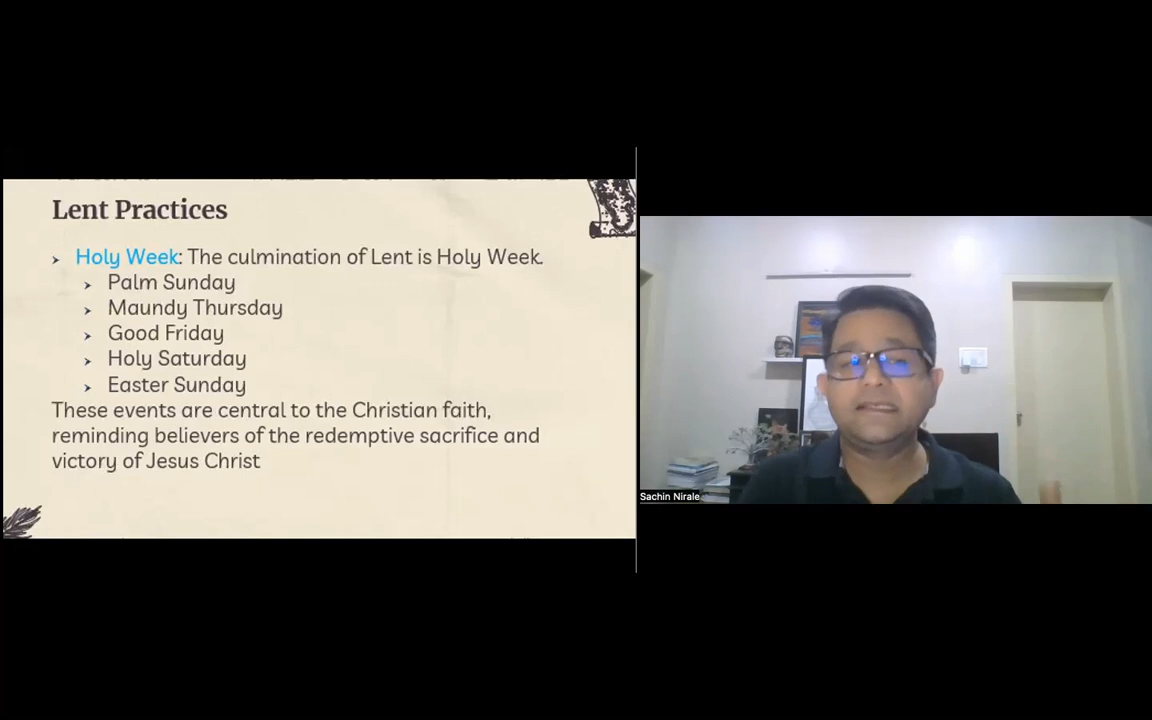 Lent Practices
Holy Week: The culmination of Lent is Holy Week.
Palm Sunday
Maundy Thursday
Good Friday
Holy Saturday
Easter Sunday
These events are central to the Christian faith,
reminding believers of the redemptive sacrifice and
victory of Jesus Christ
Sachin Nirale